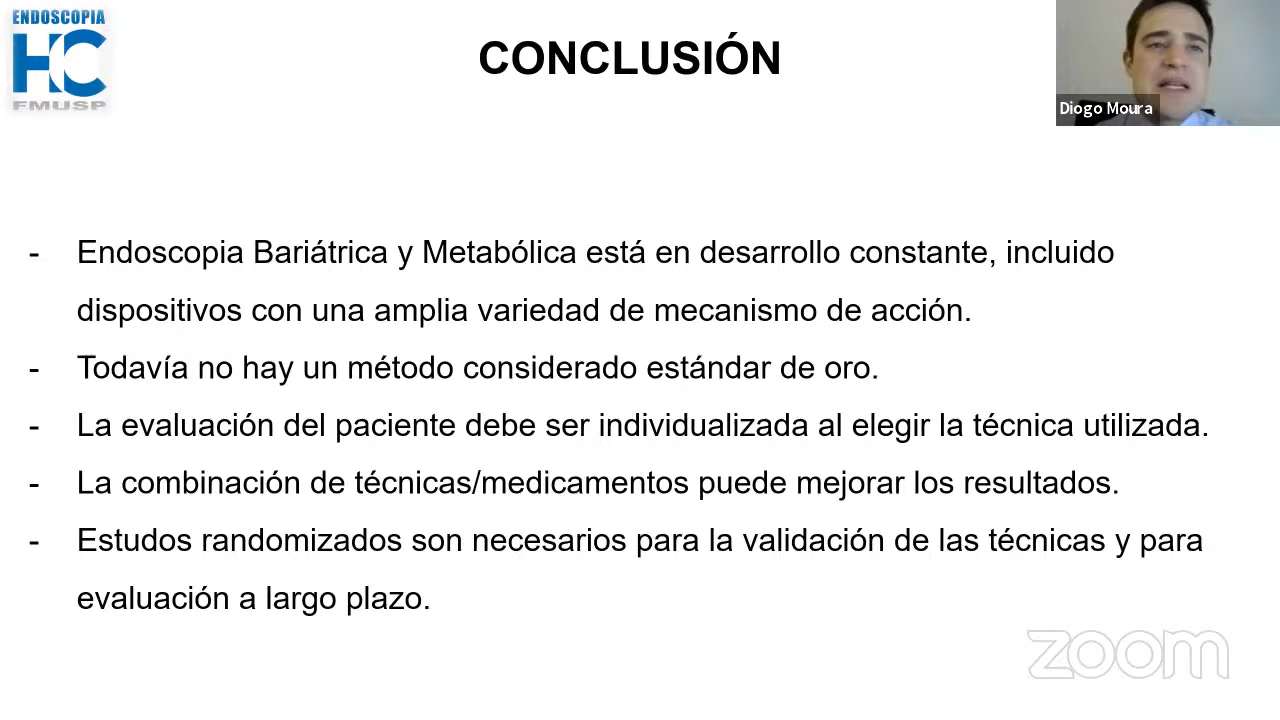 ENDOSCOPIA
HC
FMUSP
CONCLUSIÓN
Diogo Moura
- Endoscopia Bariátrica y Metabólica está en desarrollo constante, incluido
dispositivos con una amplia variedad de mecanismo de acción.
- Todavía no hay un método considerado estándar de oro.
- La evaluación del paciente debe ser individualizada al elegir la técnica utilizada.
- La combinación de técnicas/medicamentos puede mejorar los resultados.
- Estudos randomizados son necesarios para la validación de las técnicas y para
evaluación a largo plazo.
zoom